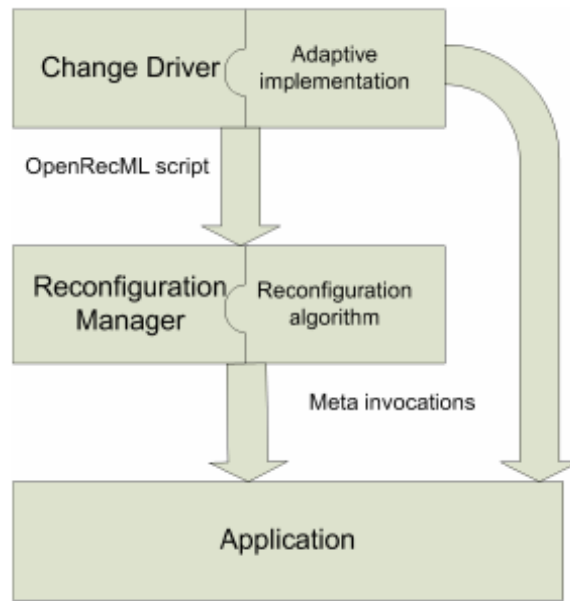 Change Driver
Adaptive
implementation
OpenRecML script
Reconfiguration
Manager
Reconfiguration
algorithm
Meta invocations
Application